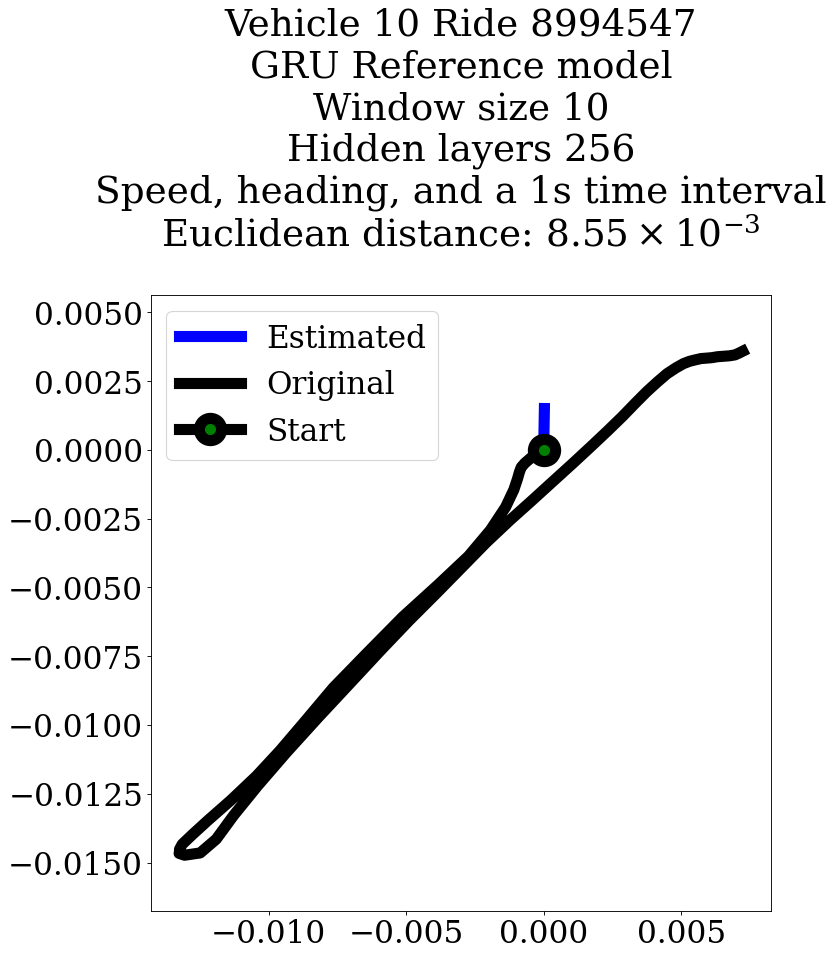 Vehicle 10 Ride 8994547
GRU Reference model
Window size 10
Hidden layers 256
Speed, heading, and a 1s time interval
Euclidean distance: 8.55 × 10⁻³
0.0050
0.0025
0.0000
−0.0025
−0.0050
−0.0075
−0.0100
−0.0125
−0.0150
Estimated
Original
Start
−0.010 −0.005 0.000 0.005